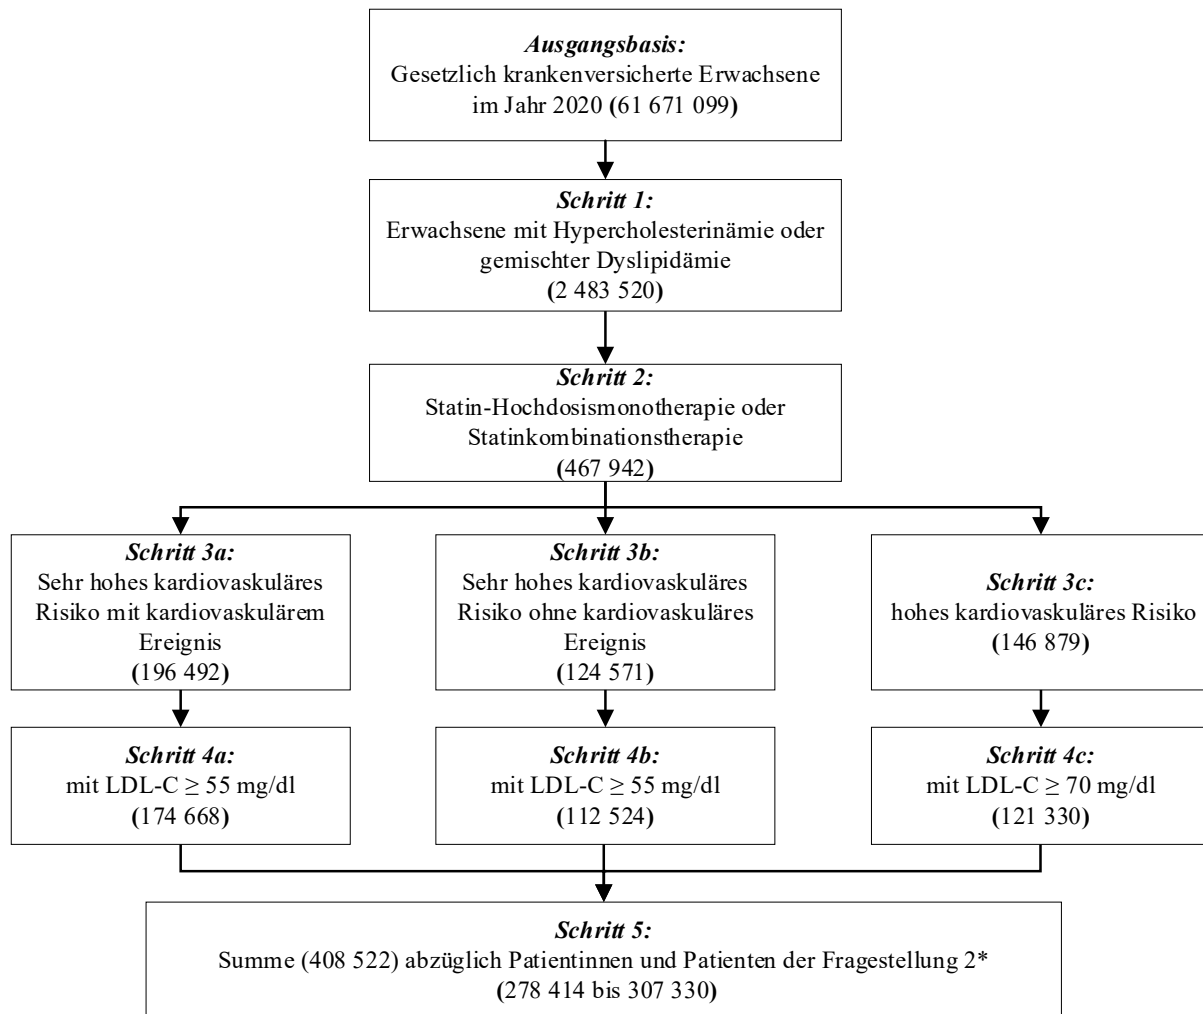 Ausgangsbasis:
Gesetzlich krankenversicherte Erwachsene
im Jahr 2020 (61 671 099)
Schritt 1:
Erwachsene mit Hypercholesterinämie oder
gemischter Dyslipidämie
(2 483 520)
Schritt 2:
Statin-Hochdosismonotherapie oder
Statinkombinationstherapie
(467 942)
Schritt 3a:
Sehr hohes kardiovaskuläres
Risiko mit kardiovaskulärem
Ereignis
(196 492)
Schritt 3b:
Sehr hohes kardiovaskuläres
Risiko ohne kardiovaskuläres
Ereignis
(124 571)
Schritt 3c:
hohes kardiovaskuläres Risiko
(146 879)
Schritt 4a:
mit LDL-C ≥ 55 mg/dl
(174 668)
Schritt 4b:
mit LDL-C ≥ 55 mg/dl
(112 524)
Schritt 4c:
mit LDL-C ≥ 70 mg/dl
(121 330)
Schritt 5:
Summe (408 522) abzüglich Patientinnen und Patienten der Fragestellung 2*
(278 414 bis 307 330)